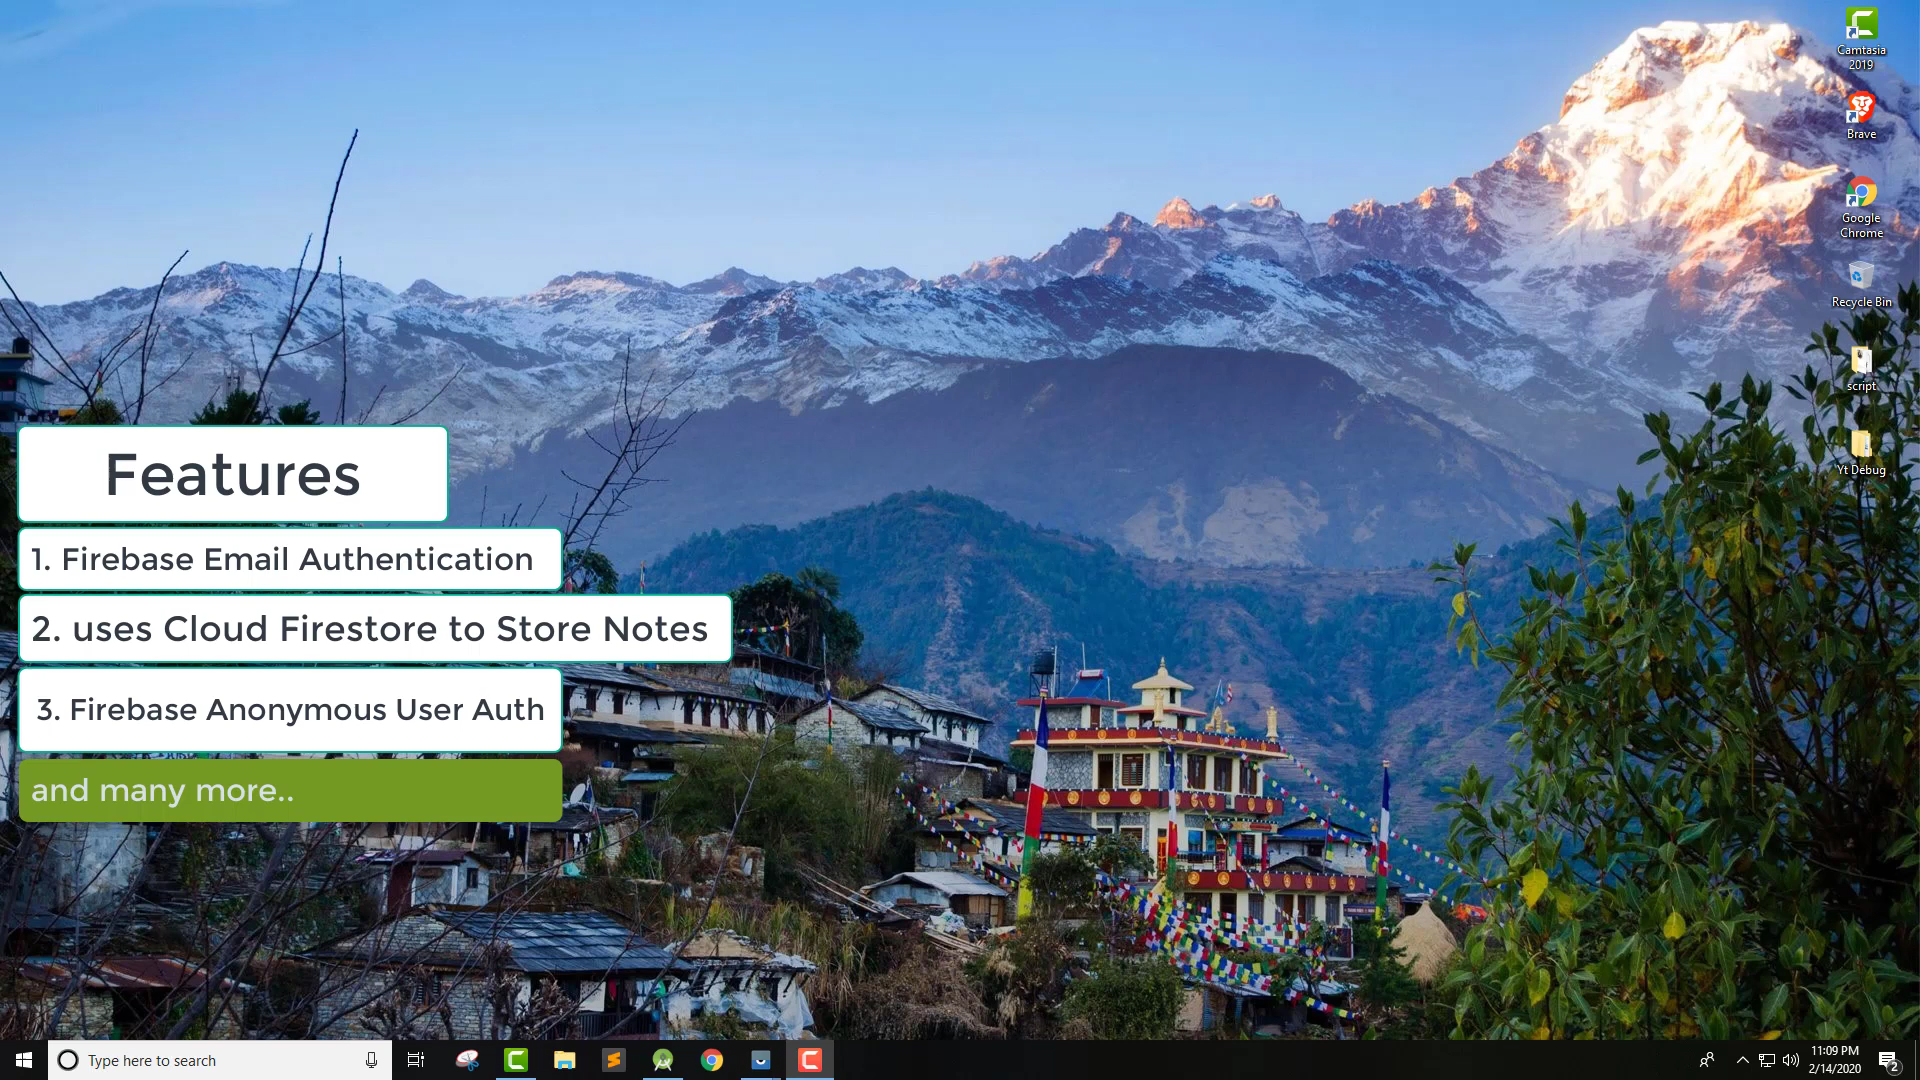 Camtasia
2019
Brave
Google
Chrome
Recycle Bin
script
Yt Debug
Features
1. Firebase Email Authentication
2. uses Cloud Firestore to Store Notes
3. Firebase Anonymous User Auth
and many more..
Type here to search
11:09 PM
2/14/2020
2